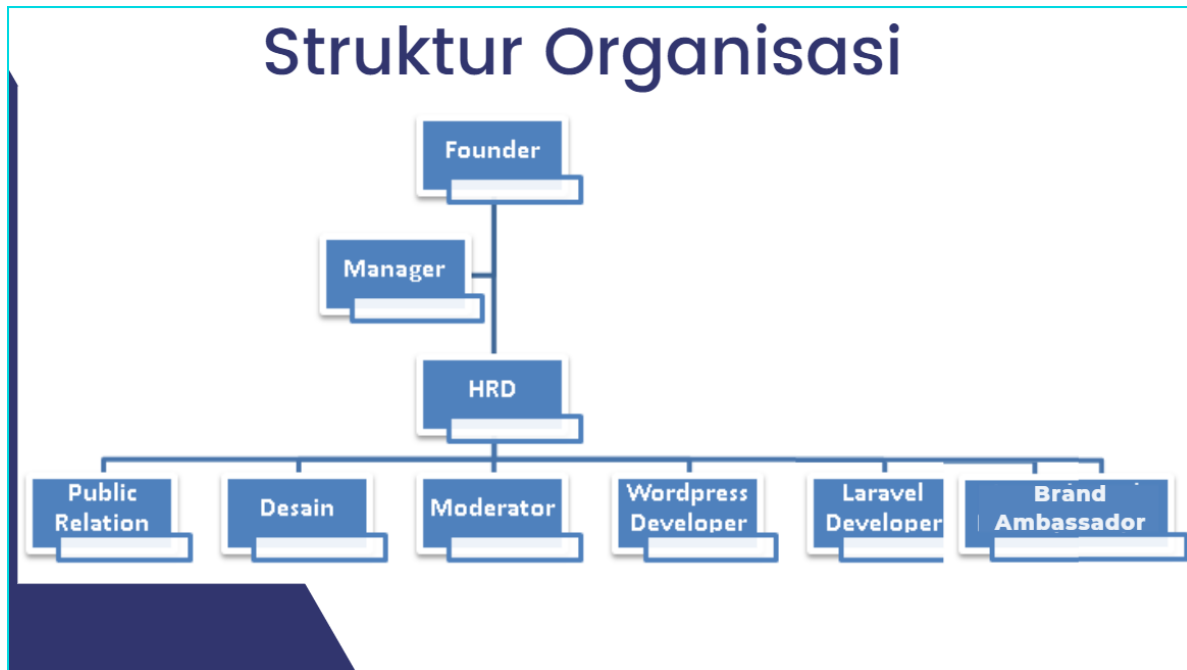 Struktur Organisasi
Founder
Manager
HRD
Public
Relation
Desain
Moderator
Wordpress
Developer
Laravel
Developer
Brand
Ambassador